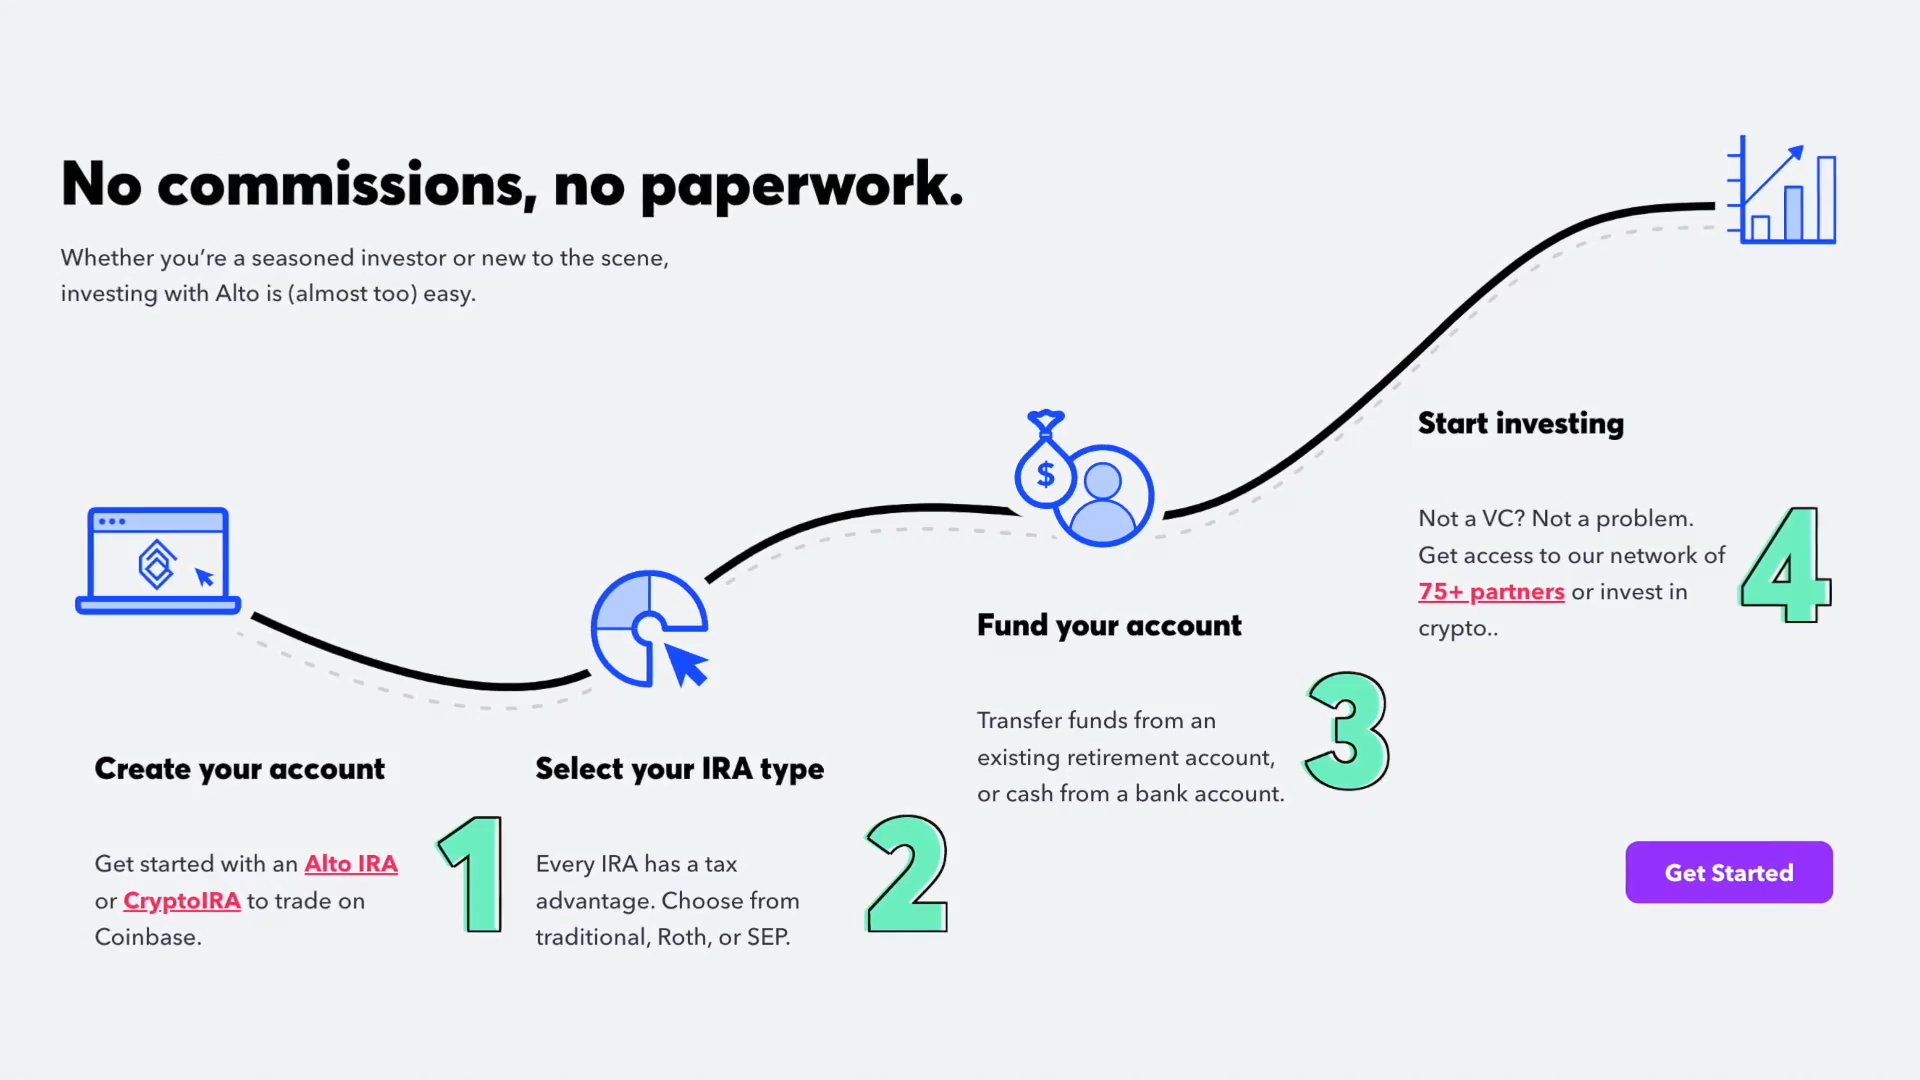 No commissions, no paperwork.
Whether you’re a seasoned investor or new to the scene,
investing with Alto is (almost too) easy.
$
Create your account
1
Get started with an Alto IRA
or CryptoIRA to trade on
Coinbase.
Select your IRA type
2
Every IRA has a tax
advantage. Choose from
traditional, Roth, or SEP.
Fund your account
3
Transfer funds from an
existing retirement account,
or cash from a bank account.
Start investing
4
Not a VC? Not a problem.
Get access to our network of
75+ partners or invest in
crypto..
Get Started